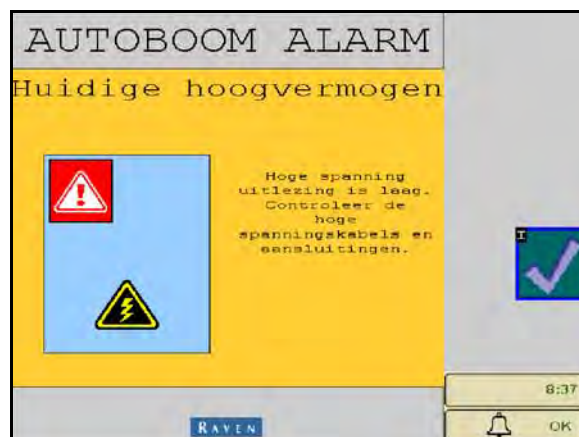 AUTOBOOM ALARM
Huidige hoogvermogen
Hoge spanning
uitlezing is laag.
Controleer de
hoge
spanningskabels en
aansluitingen.
I
8:37
RAVEN
OK